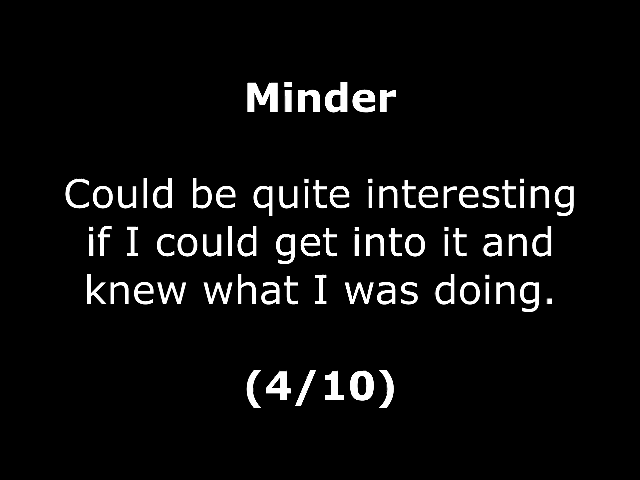 Minder
Could be quite interesting
if I could get into it and
knew what I was doing.
(4/10)